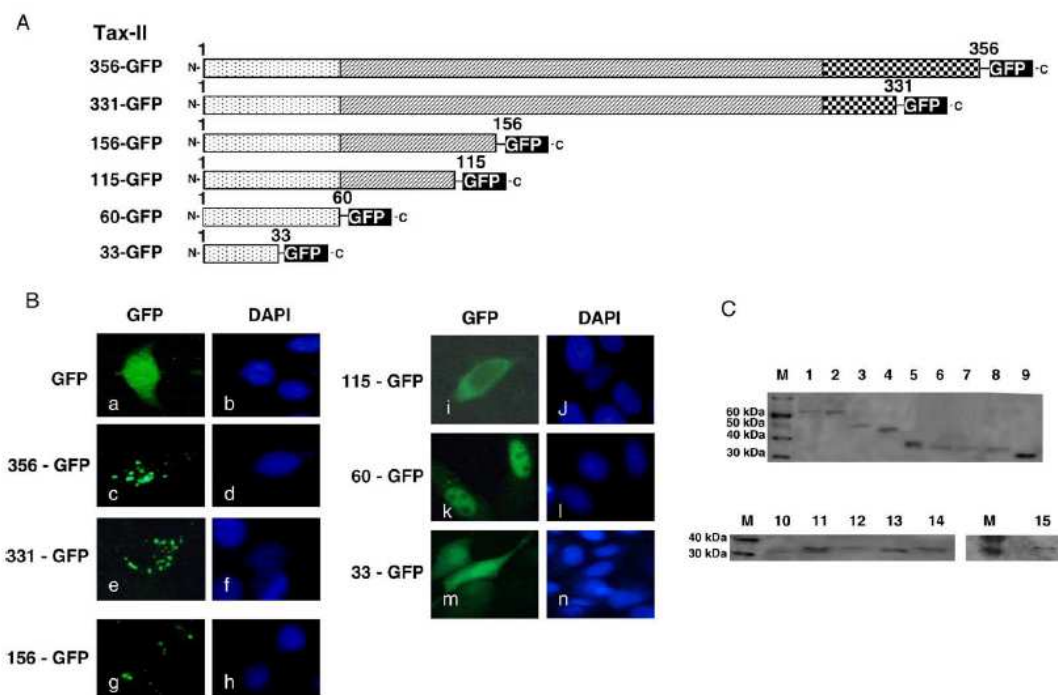 A
Tax-II
1 356
356-GFP N- GFP -C
1 331
331-GFP N- GFP -C
1 156
156-GFP N- GFP -C
1 115
115-GFP N- GFP -C
1 60
60-GFP N- GFP -C
1 33
33-GFP N- GFP -C
B
GFP DAPI
GFP a b
356 - GFP c d
331 - GFP e f
156 - GFP g h
GFP DAPI
115 - GFP i J
60 - GFP k l
33 - GFP m n
C
M 1 2 3 4 5 6 7 8 9
60 kDa
50 kDa
40 kDa
30 kDa
M 10 11 12 13 14 M 15
40 kDa
30 kDa